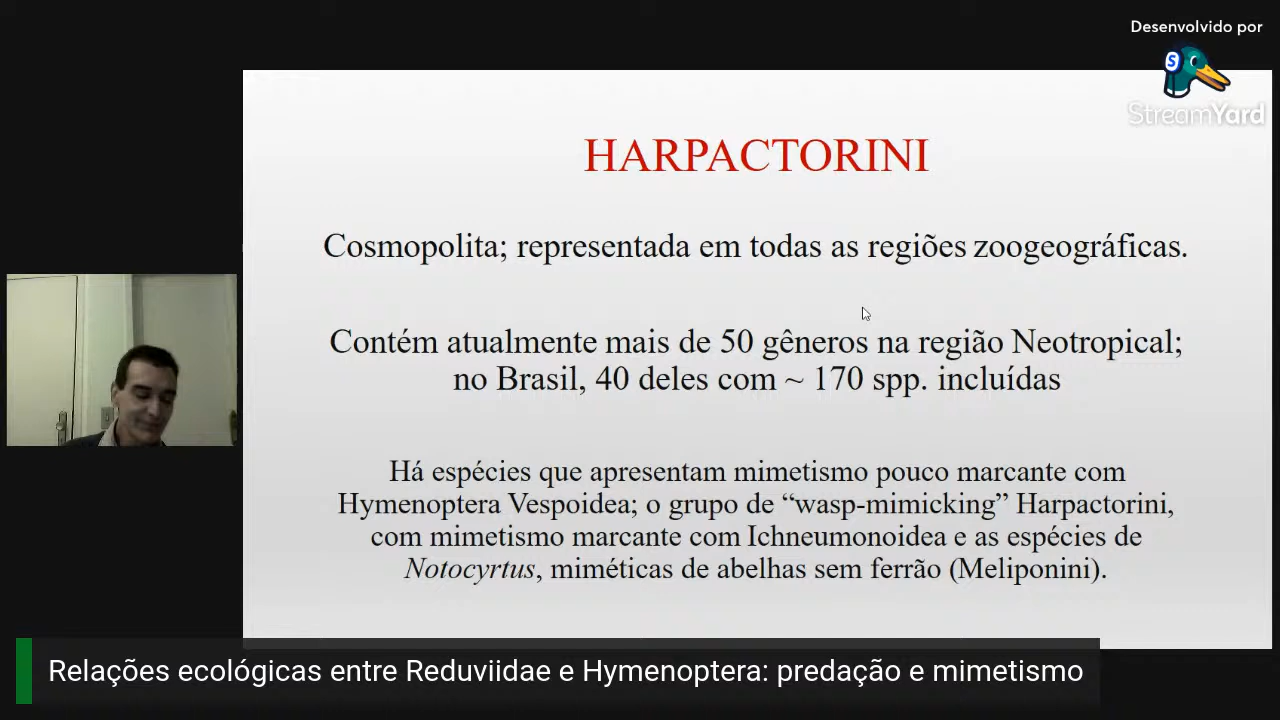 Desenvolvido por
S
StreamYard
HARPACTORINI
Cosmopolita; representada em todas as regiões zoogeográficas.
Contém atualmente mais de 50 gêneros na região Neotropical;
no Brasil, 40 deles com ~ 170 spp. incluídas
Há espécies que apresentam mimetismo pouco marcante com
Hymenoptera Vespoidea; o grupo de “wasp-mimicking” Harpactorini,
com mimetismo marcante com Ichneumonoidea e as espécies de
Notocyrtus, miméticas de abelhas sem ferrão (Meliponini).
Relações ecológicas entre Reduviidae e Hymenoptera: predação e mimetismo